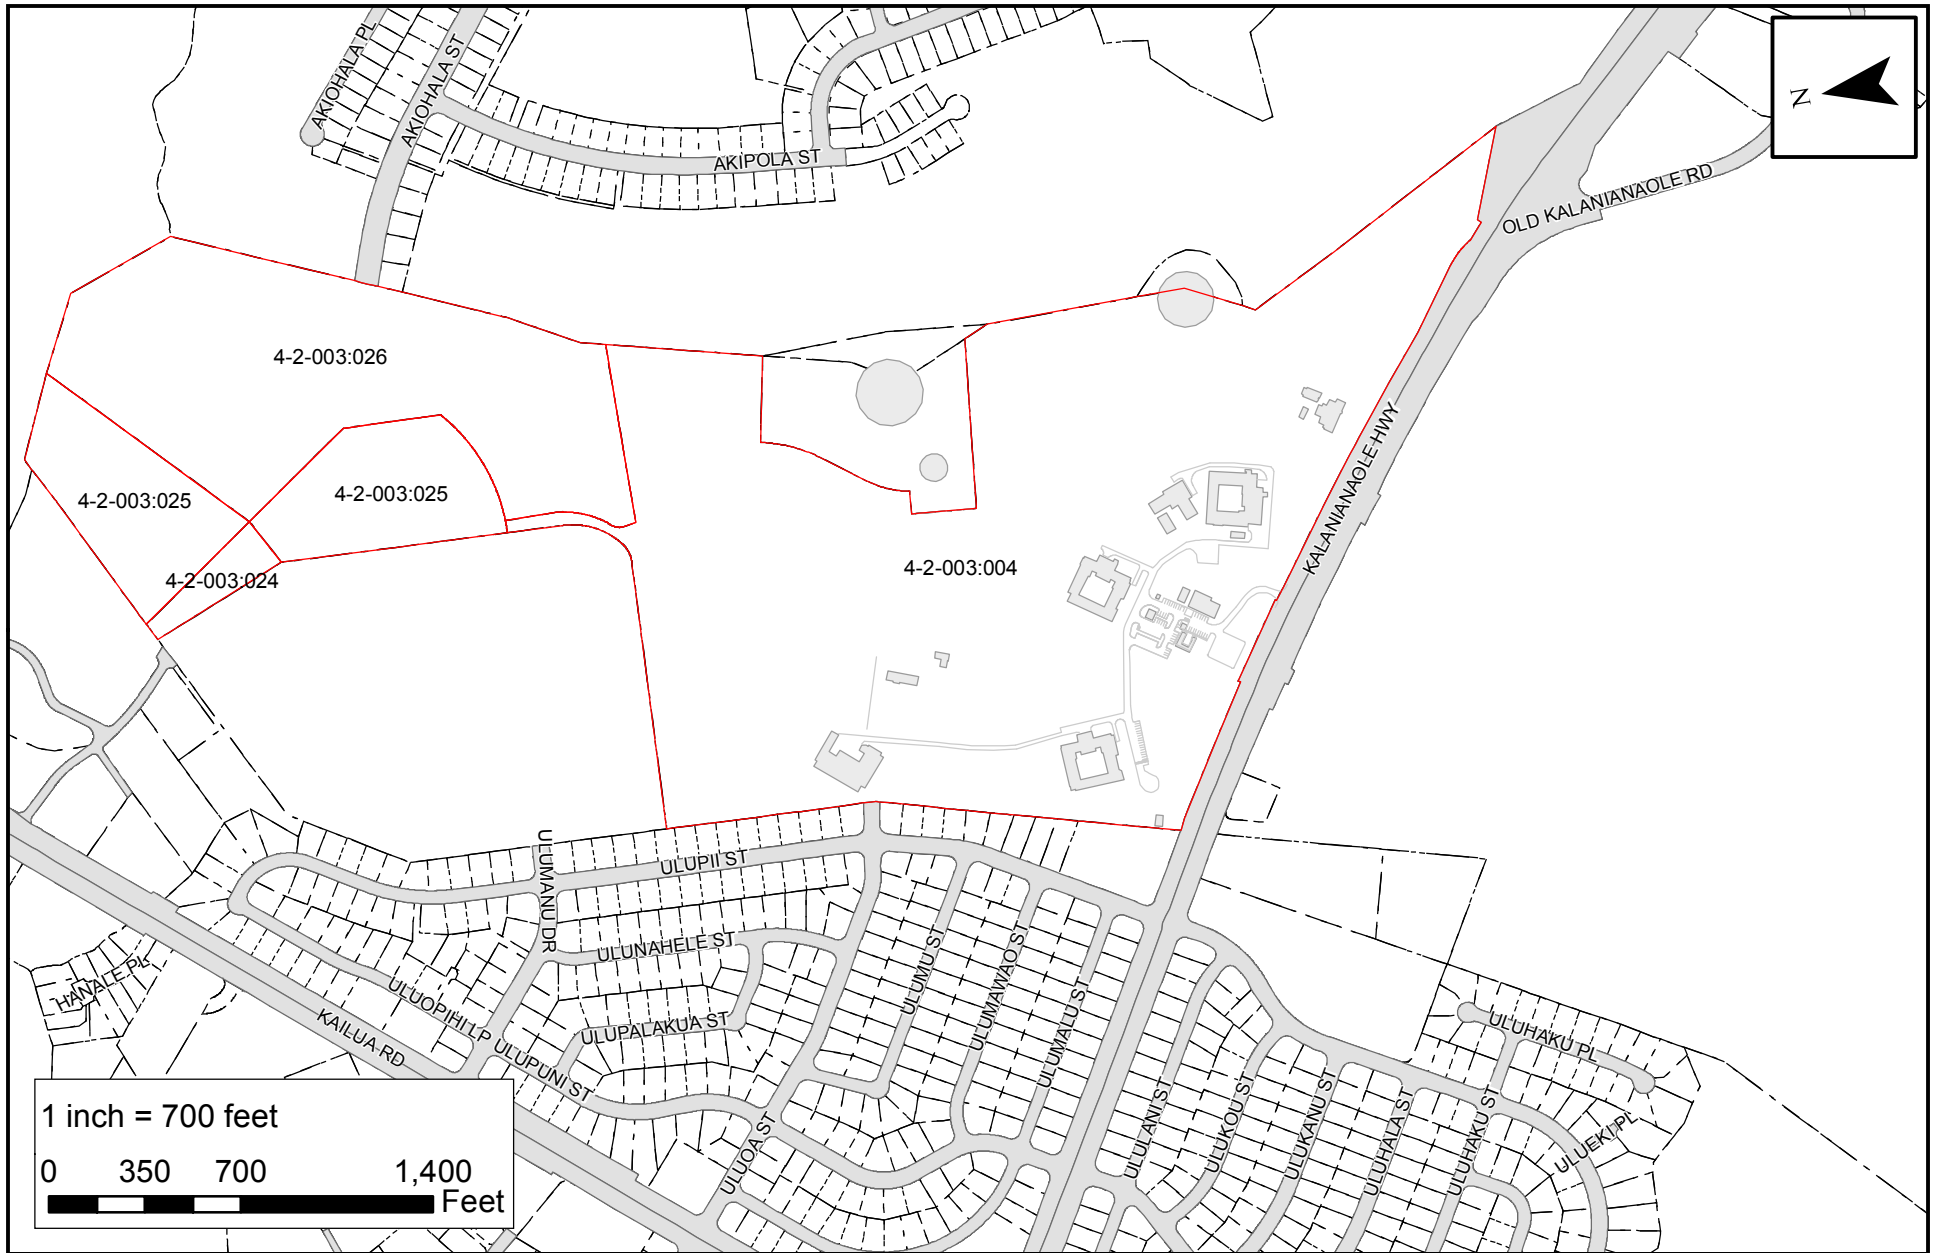 AKIOHALA PL
AKIOHALA ST
AKIPOLA ST
N
OLD KALANIANAOLE RD
4-2-003:026
4-2-003:025
4-2-003:025
4-2-003:024
4-2-003:004
KALANIANAOLE HWY
ULUMANU DR
ULUPII ST
ULUNAHELE ST
ULUMU ST
ULUMAWAO ST
ULUMALU ST
HANALE PL
ULUOPIHI LP
ULUPUNI ST
ULUPALAKUA ST
KAILUA RD
ULUOA ST
ULULANI ST
ULUKOU ST
ULUKANU ST
ULUHALA ST
ULUHAKU ST
ULUHAKU PL
ULUEKI PL
1 inch = 700 feet
0 350 700 1,400
Feet